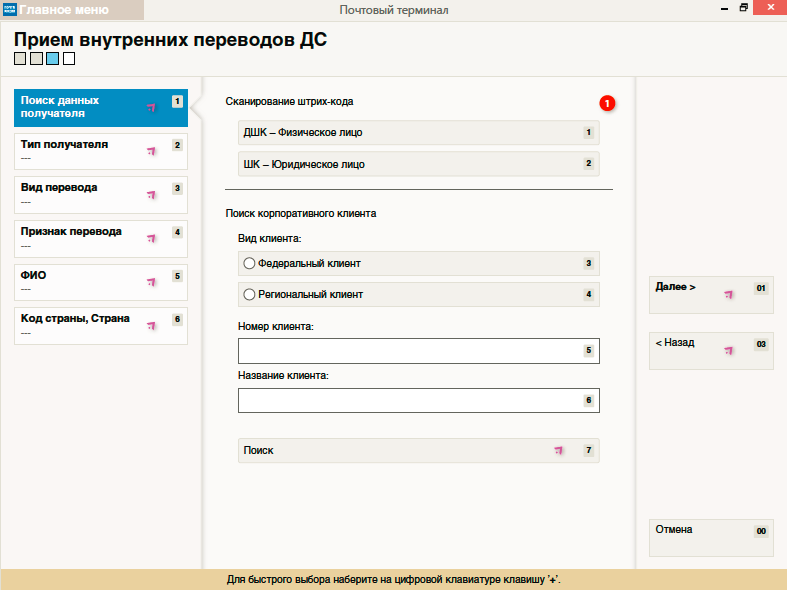 Главное меню
Почтовый терминал
Прием внутренних переводов ДС
Поиск данных
получателя
1
Тип получателя
2
---
Вид перевода
3
---
Признак перевода
4
---
ФИО
5
---
Код страны, Страна
6
---
Сканирование штрих-кода
1
ДШК – Физическое лицо
1
ШК – Юридическое лицо
2
Поиск корпоративного клиента
Вид клиента:
Федеральный клиент
3
Региональный клиент
4
Номер клиента:
5
Название клиента:
6
Поиск
7
Далее >
01
< Назад
03
Отмена
00
Для быстрого выбора наберите на цифровой клавиатуре клавишу '+'.